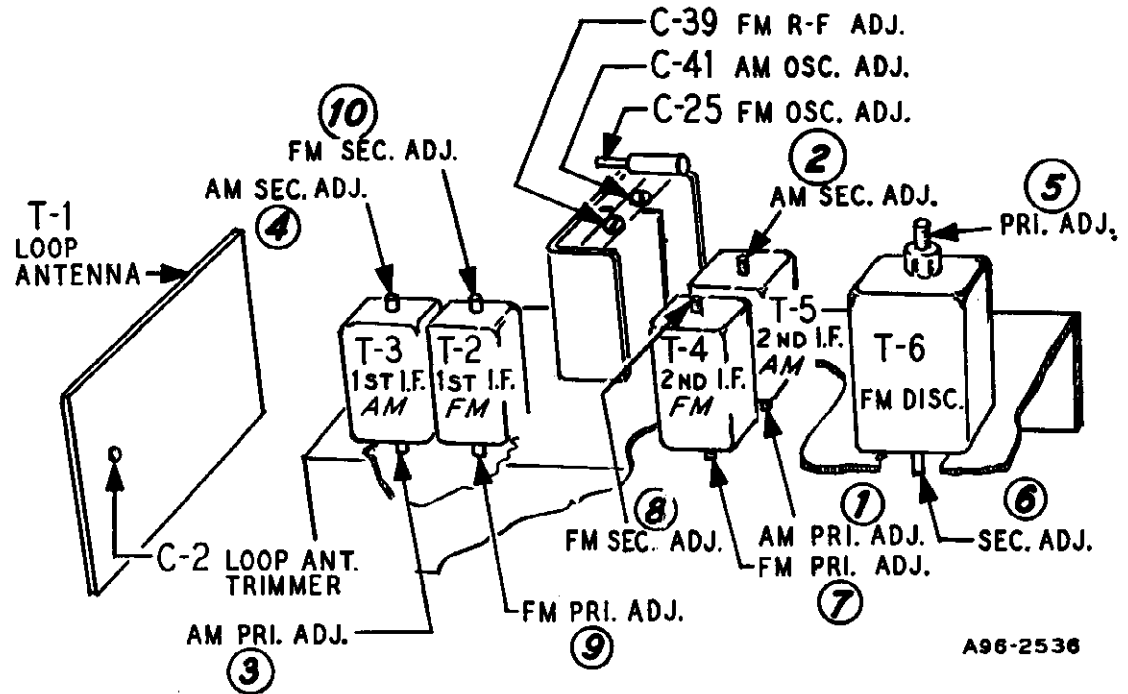 C-39 FM R-F ADJ.
C-41 AM OSC. ADJ.
C-25 FM OSC. ADJ.
10
FM SEC. ADJ.
2
AM SEC. ADJ.
AM SEC. ADJ.
4
5
PRI. ADJ.
T-1
LOOP
ANTENNA
T-3
1ST I.F.
AM
T-2
1ST I.F.
FM
T-4
2ND I.F.
FM
T-5
2ND I.F.
AM
T-6
FM DISC.
8
FM SEC. ADJ.
1
AM PRI. ADJ.
FM PRI. ADJ.
7
6
SEC. ADJ.
C-2 LOOP ANT.
TRIMMER
AM PRI. ADJ.
3
FM PRI. ADJ.
9
A96-2536